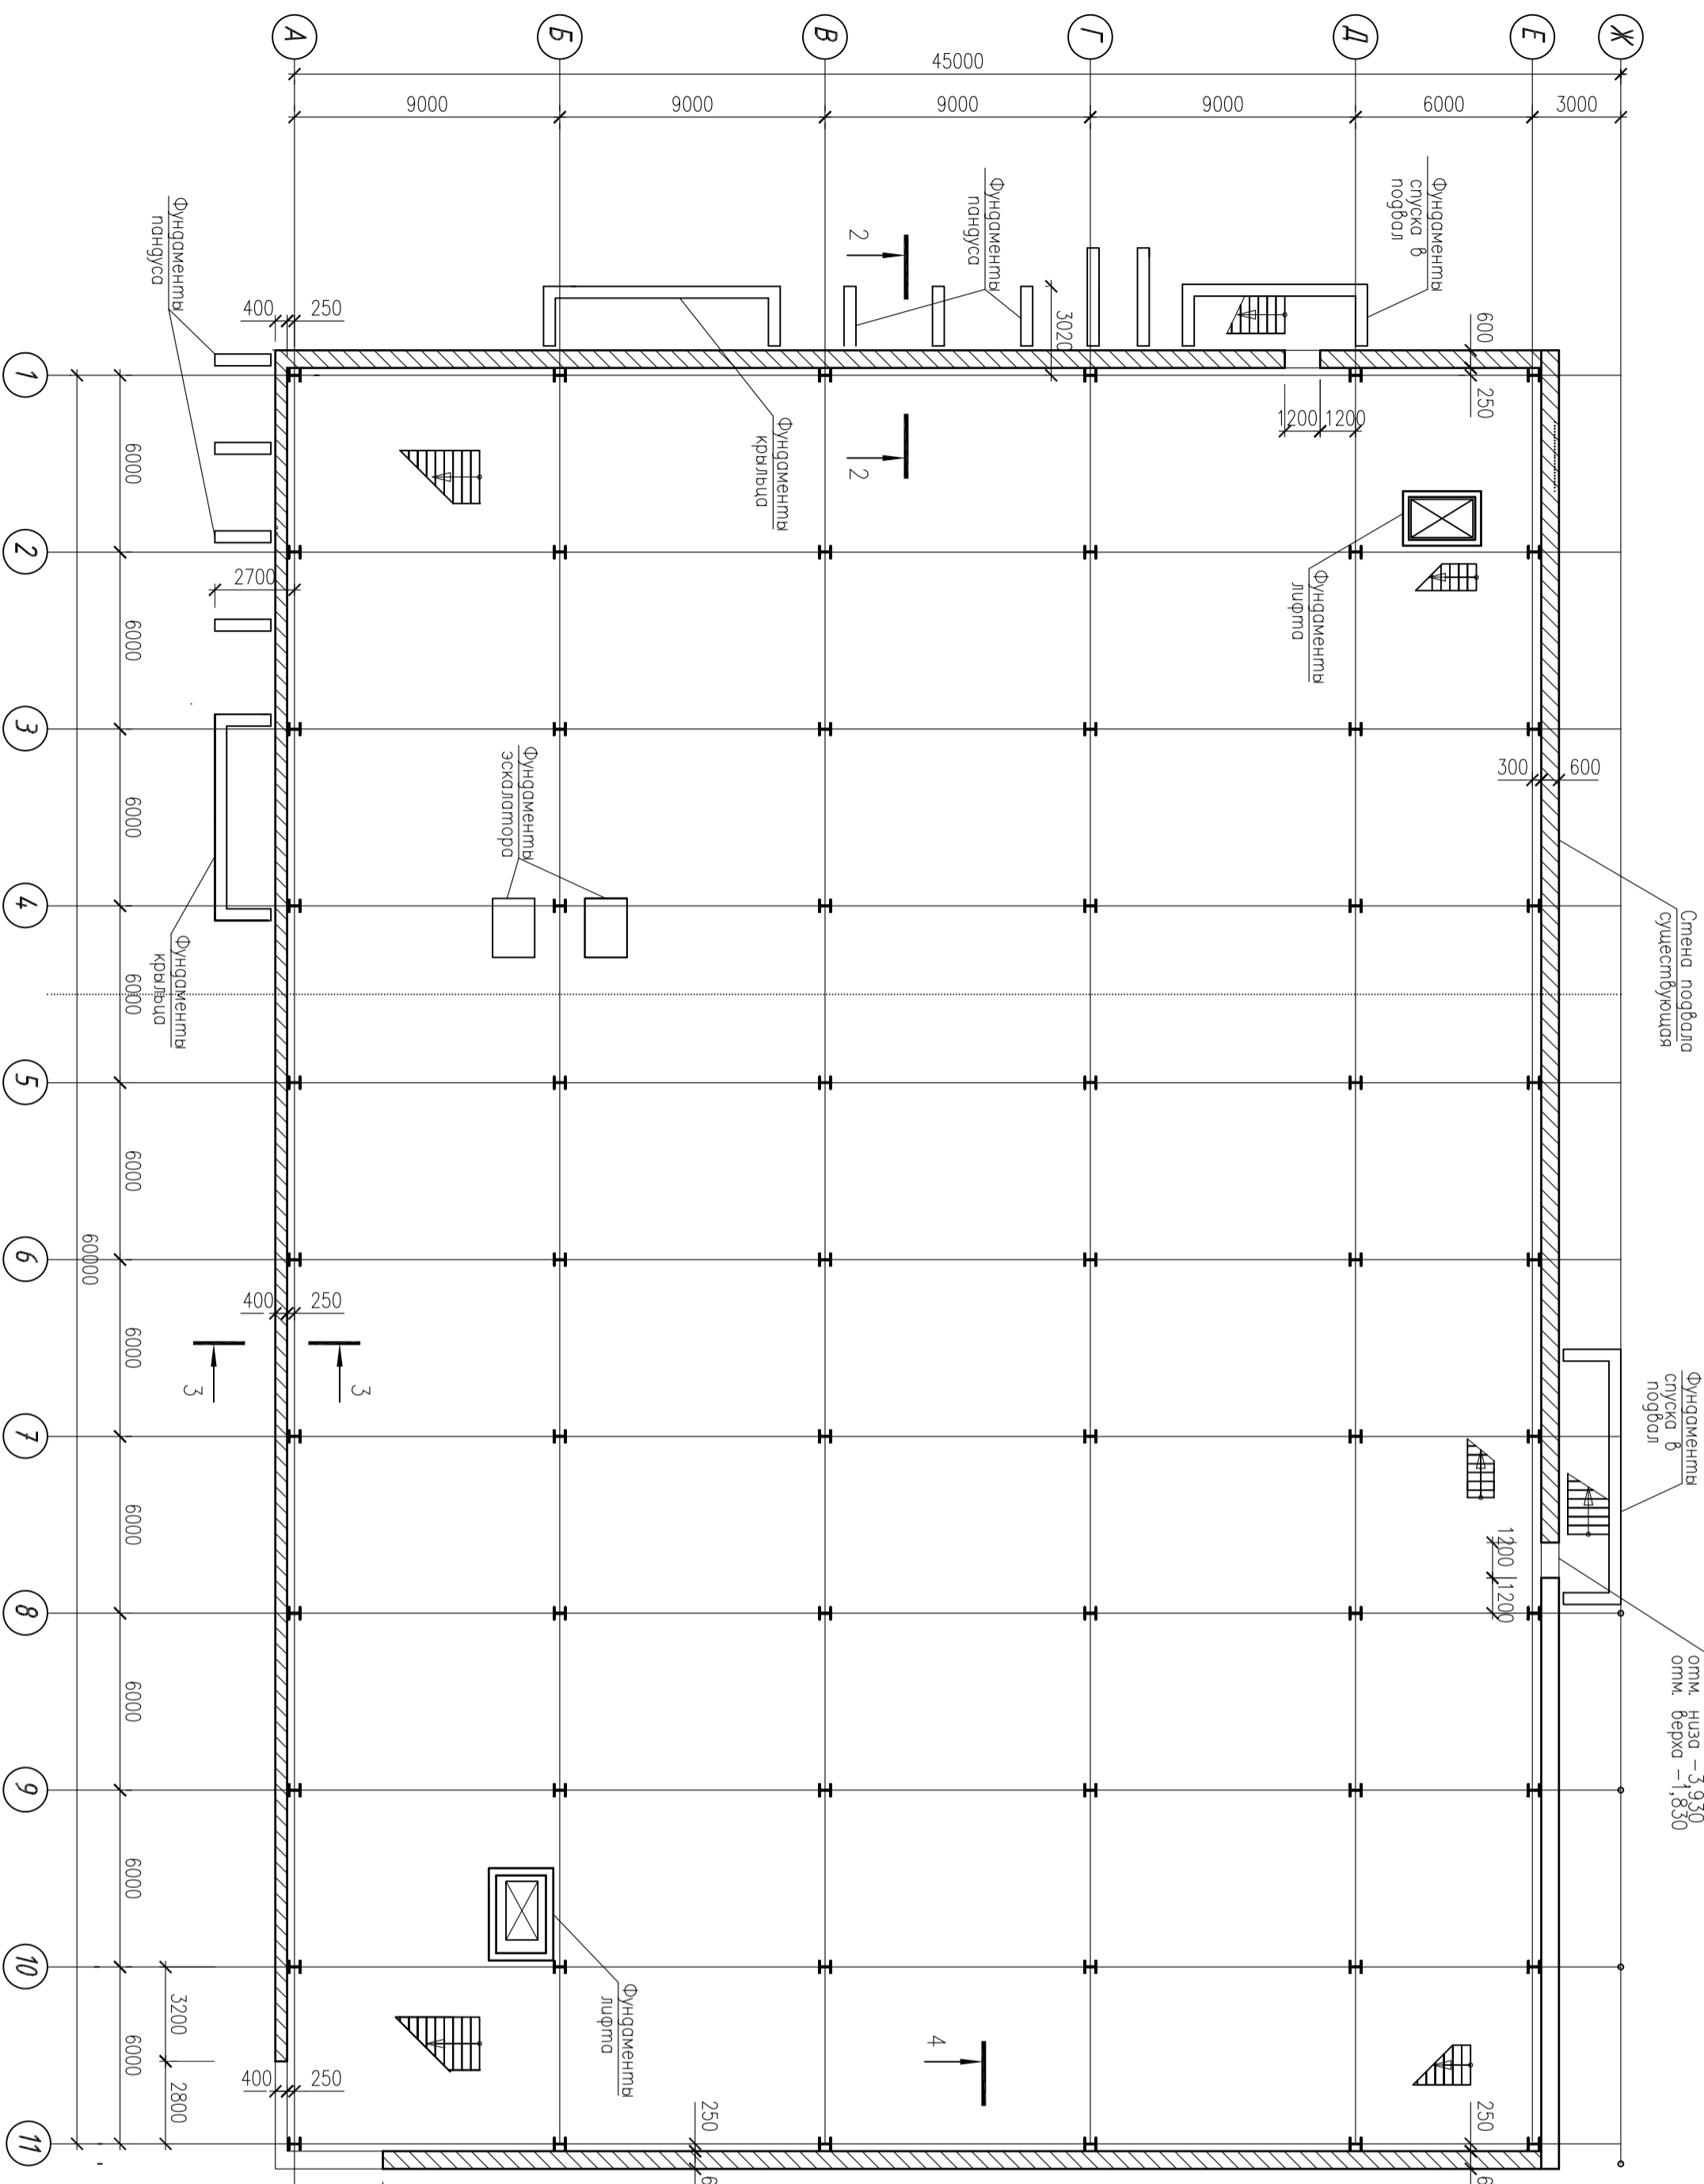 А
Б
В
Г
Д
Е
Ж
45000
9000
9000
9000
9000
6000
3000
Фундаменты
пандуса
Фундаменты
пандуса
Фундаменты
спуска в
подвал
2
2
3020
600
250
400
250
1200
1200
Фундаменты
крыльца
Фундаменты
лифта
2700
300
600
Стена подвала
существующая
Фундаменты
эскалатора
Фундаменты
крыльца
400
250
3
3
Фундаменты
спуска в
подвал
1200
1200
отм. низа -3,930
отм. верха -1,830
Фундаменты
лифта
4
3200
2800
400
250
250
6
250
6
6000
6000
6000
6000
6000
6000
6000
6000
6000
6000
60000
1
2
3
4
5
6
7
8
9
10
11